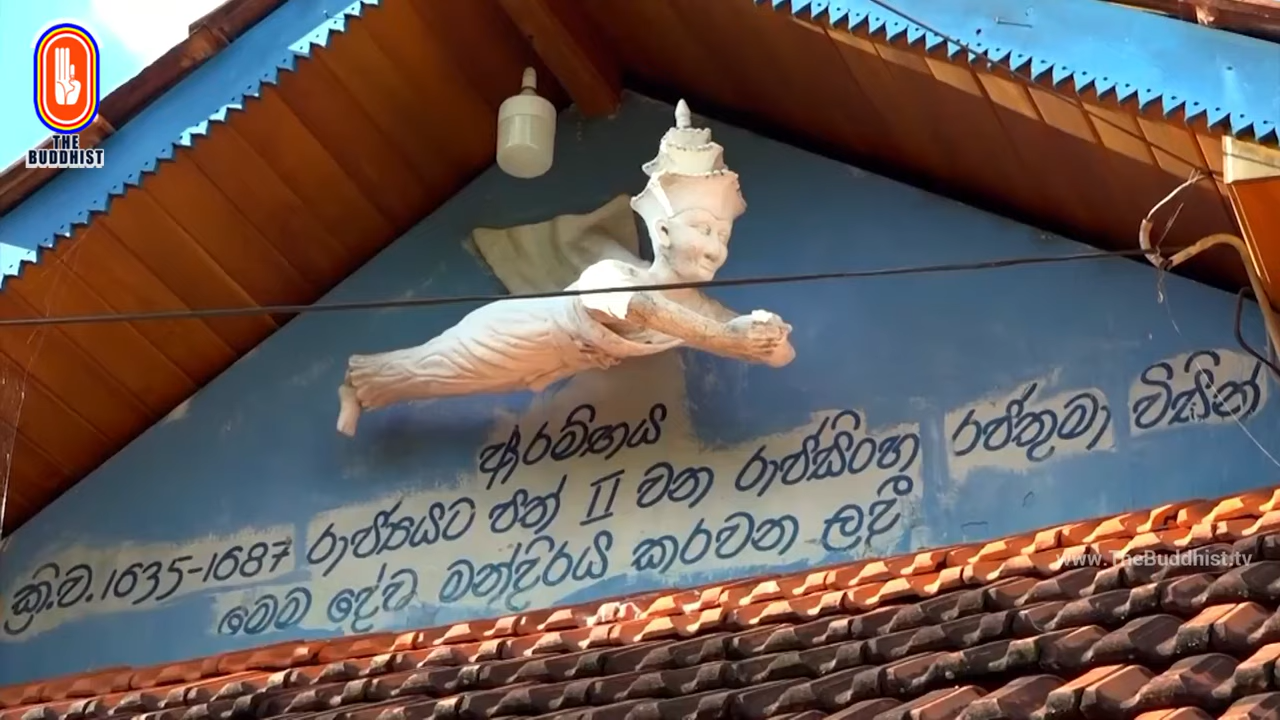 THE
BUDDHIST
ආරම්භය
ක්‍රි.ව. 1635-1687 රාජ්‍යයට පත් II වන රාජසිංහ රජතුමා විසින්
මෙම දේව මන්දිරය කරවන ලදී
www.TheBuddhist.tv